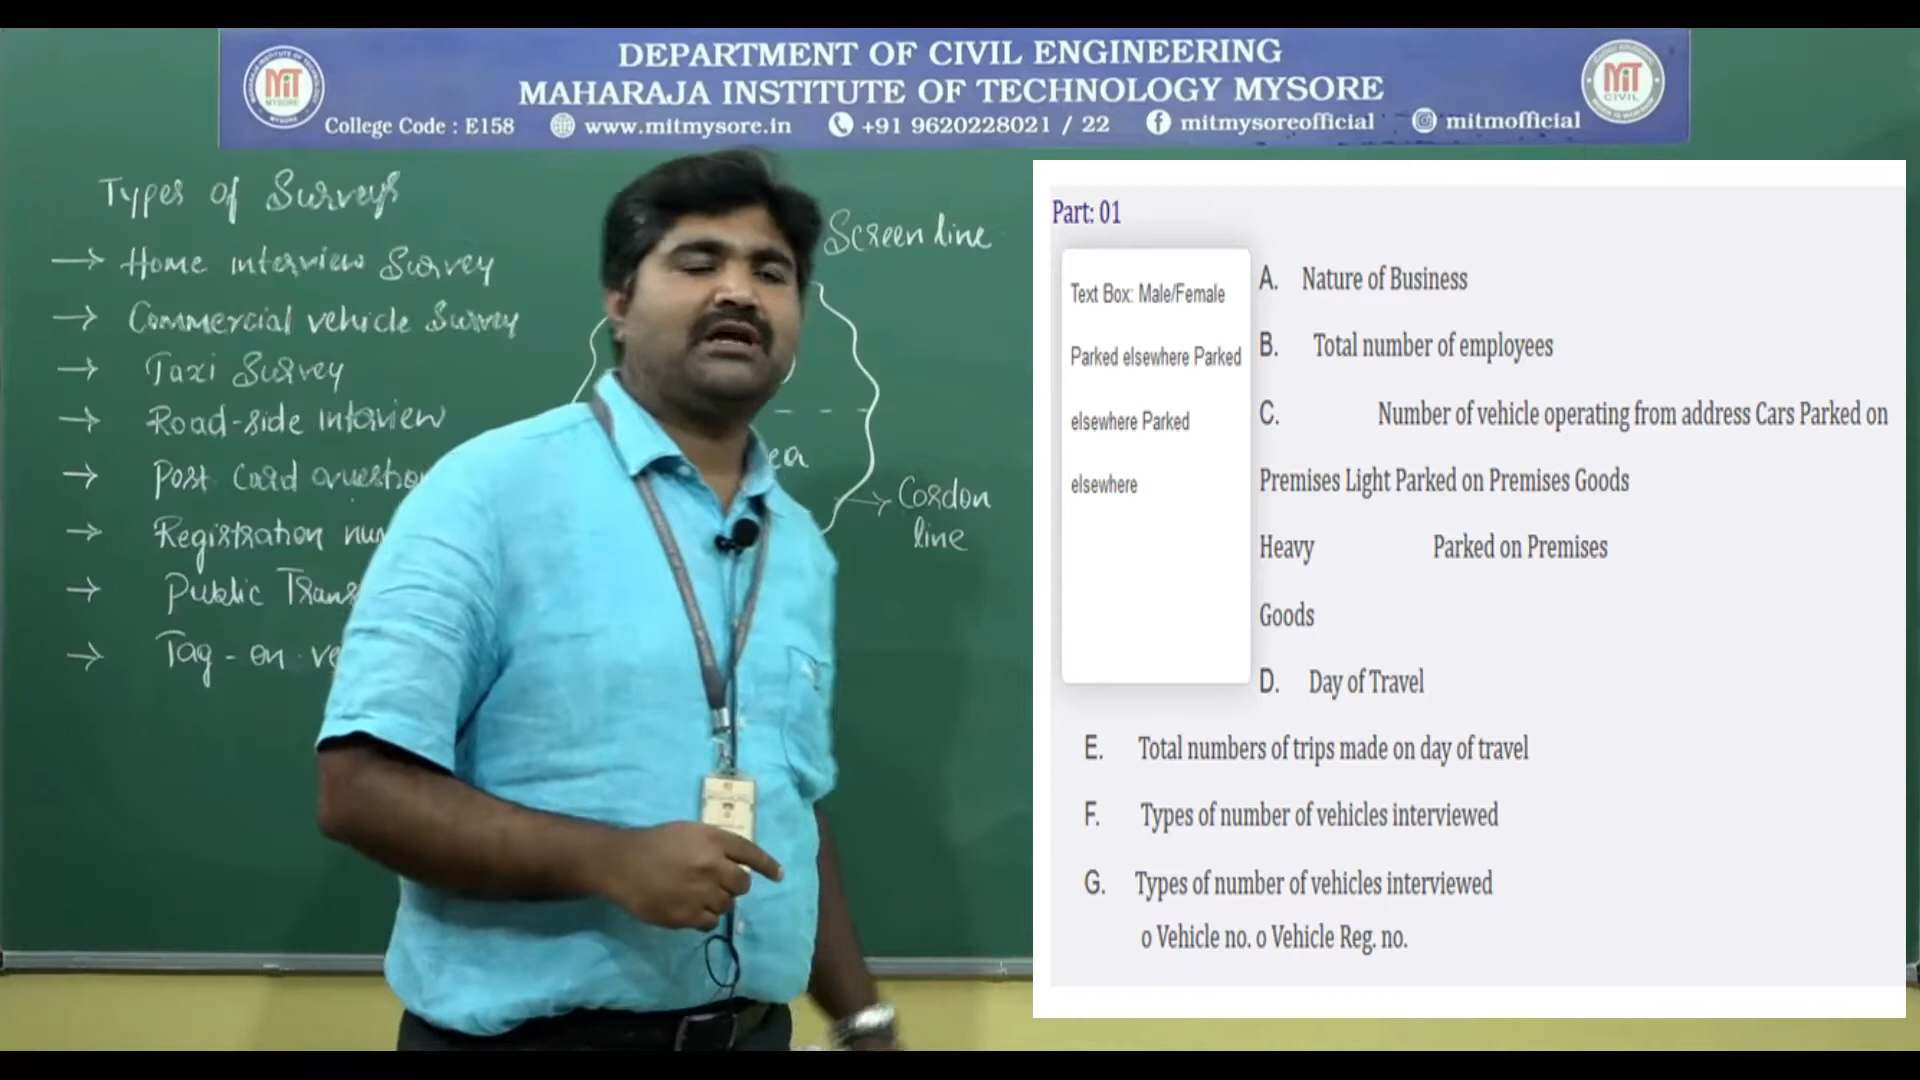 DEPARTMENT OF CIVIL ENGINEERING
MAHARAJA INSTITUTE OF TECHNOLOGY MYSORE
College Code : E158 www.mitmysore.in +91 9620228021 / 22 mitmysoreofficial mitmofficial
MIT
MYSORE
MIT
CIVIL
Types of Surveys
→ Home interview Survey
→ Commercial vehicle Survey
→ Taxi Survey
→ Road-side interview
→ Post Card
→ Registration
→ Public
→ Tag-on-
Screen line
→ Cordon
line
Part: 01
Text Box: Male/Female
Parked elsewhere Parked
elsewhere Parked
elsewhere
A. Nature of Business
B. Total number of employees
C. Number of vehicle operating from address Cars Parked on
Premises Light Parked on Premises Goods
Heavy Parked on Premises
Goods
D. Day of Travel
E. Total numbers of trips made on day of travel
F. Types of number of vehicles interviewed
G. Types of number of vehicles interviewed
o Vehicle no. o Vehicle Reg. no.